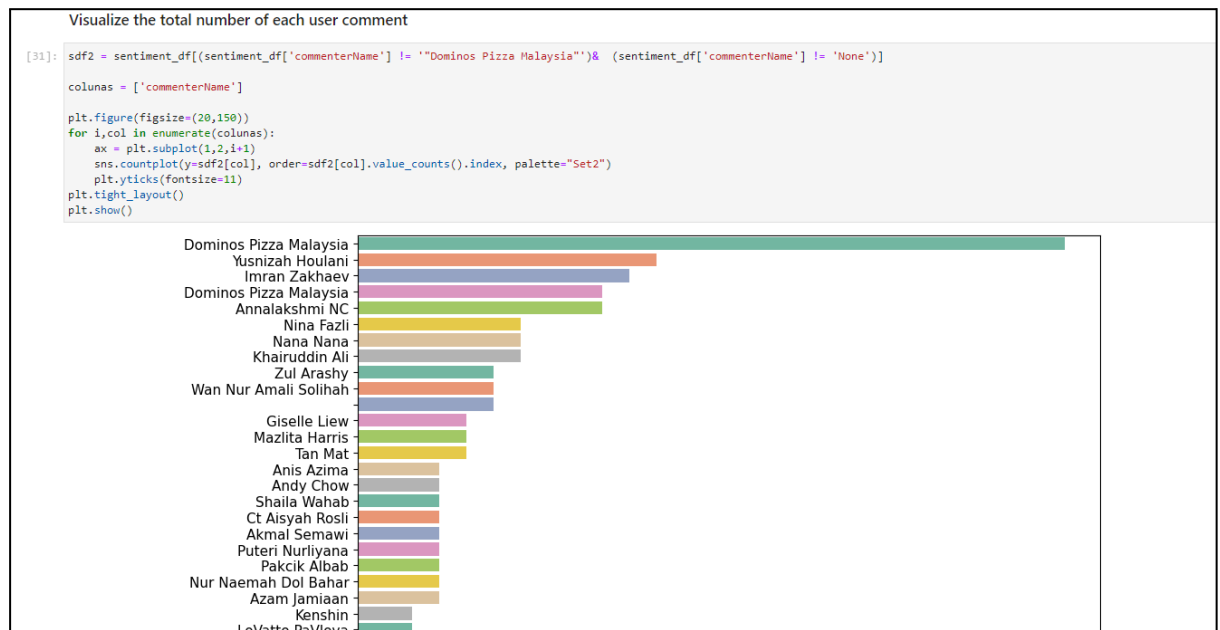 Visualize the total number of each user comment
[31]: sdf2 = sentiment_df[(sentiment_df['commenterName'] != '"Dominos Pizza Malaysia"')&  (sentiment_df['commenterName'] != 'None')]
colunas = ['commenterName']
plt.figure(figsize=(20,150))
for i,col in enumerate(colunas):
    ax = plt.subplot(1,2,i+1)
    sns.countplot(y=sdf2[col], order=sdf2[col].value_counts().index, palette="Set2")
    plt.yticks(fontsize=11)
plt.tight_layout()
plt.show()
Dominos Pizza Malaysia
Yusnizah Houlani
Imran Zakhaev
Dominos Pizza Malaysia
Annalakshmi NC
Nina Fazli
Nana Nana
Khairuddin Ali
Zul Arashy
Wan Nur Amali Solihah
Giselle Liew
Mazlita Harris
Tan Mat
Anis Azima
Andy Chow
Shaila Wahab
Ct Aisyah Rosli
Akmal Semawi
Puteri Nurliyana
Pakcik Albab
Nur Naemah Dol Bahar
Azam Jamiaan
Kenshin